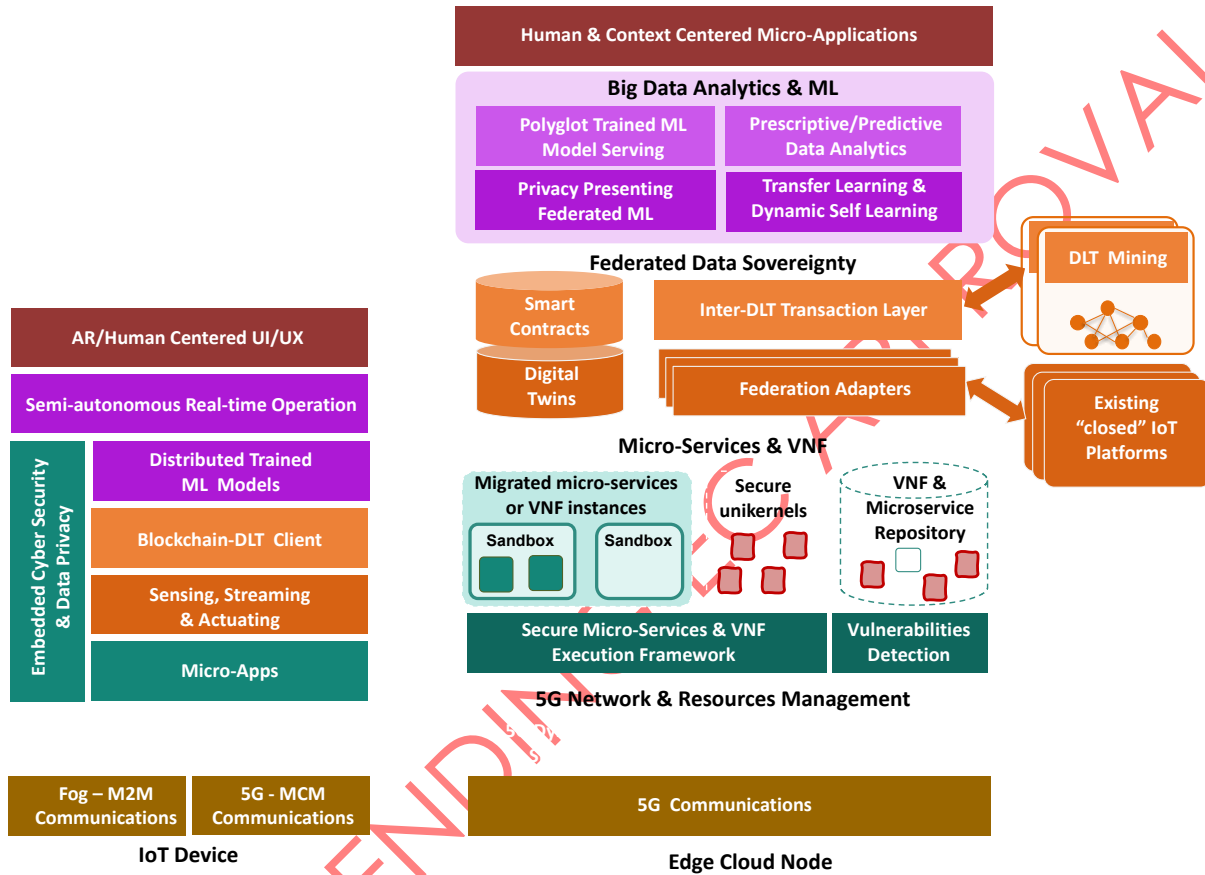 Human & Context Centered Micro-Applications
Big Data Analytics & ML
Polyglot Trained ML
Model Serving
Prescriptive/Predictive
Data Analytics
Privacy Presenting
Federated ML
Transfer Learning &
Dynamic Self Learning
Federated Data Sovereignty
Smart
Contracts
Inter-DLT Transaction Layer
DLT Mining
Digital
Twins
Federation Adapters
Existing
“closed” IoT
Platforms
AR/Human Centered UI/UX
Semi-autonomous Real-time Operation
Embedded Cyber Security
& Data Privacy
Distributed Trained
ML Models
Blockchain-DLT Client
Sensing, Streaming
& Actuating
Micro-Apps
Micro-Services & VNF
Migrated micro-services
or VNF instances
Sandbox
Sandbox
Secure
unikernels
VNF &
Microservice
Repository
Secure Micro-Services & VNF
Execution Framework
Vulnerabilities
Detection
5G Network & Resources Management
Fog – M2M
Communications
5G - MCM
Communications
5G Communications
IoT Device
Edge Cloud Node